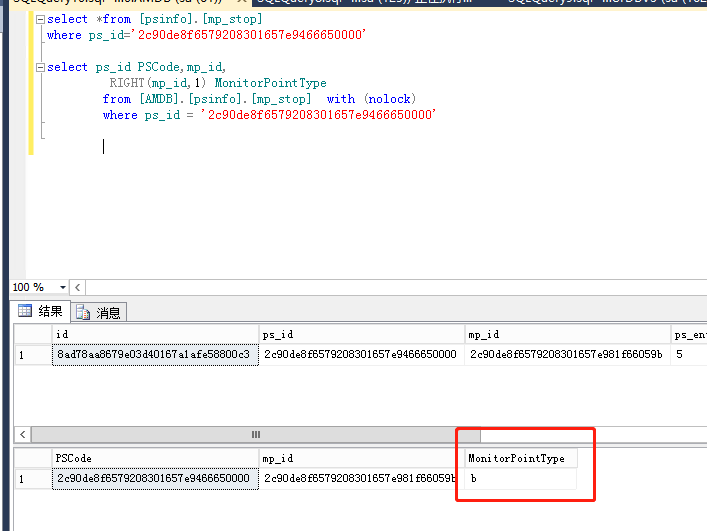 select *from [psinfo].[mp_stop]
where ps_id='2c90de8f6579208301657e9466650000'
select ps_id PSCode,mp_id,
RIGHT(mp_id,1) MonitorPointType
from [AMDB].[psinfo].[mp_stop] with (nolock)
where ps_id = '2c90de8f6579208301657e9466650000'
100 %
结果 消息
id ps_id mp_id
1 8ad78aa8679e03d40167a1afe58800c3 2c90de8f6579208301657e9466650000 2c90de8f6579208301657e981f66059b 5
PSCode mp_id MonitorPointType
1 2c90de8f6579208301657e9466650000 2c90de8f6579208301657e981f66059b b